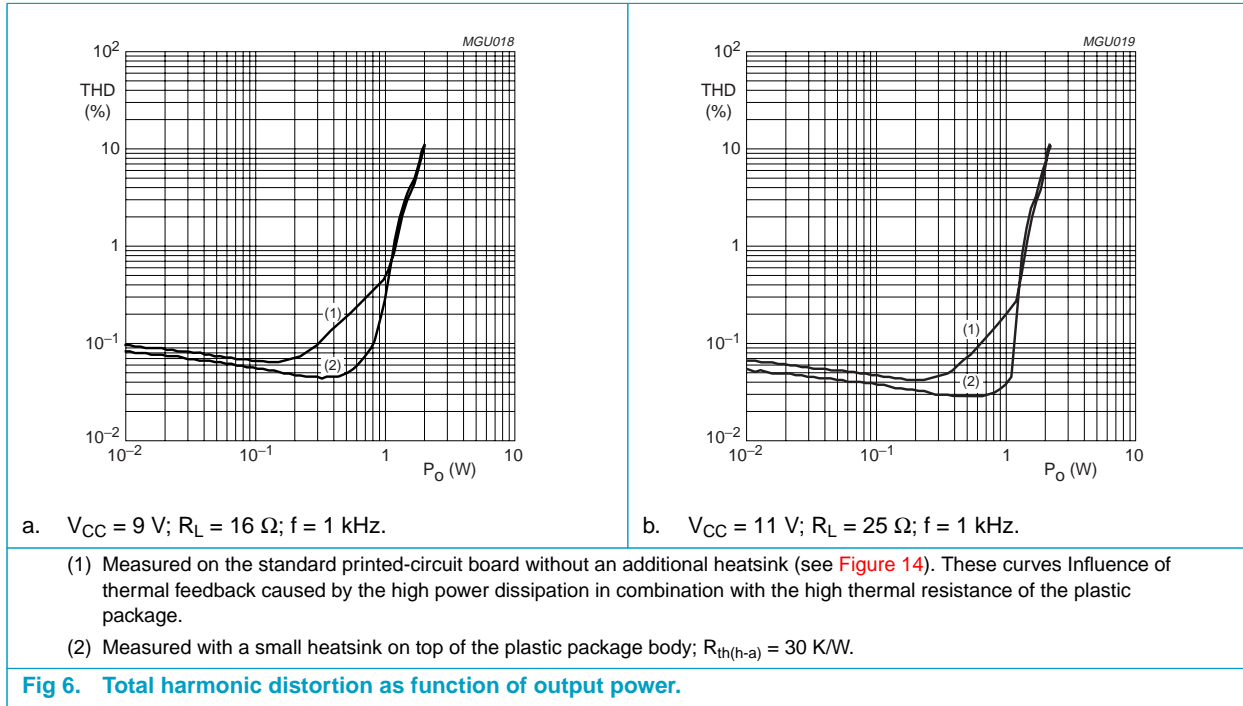 MGU018
10²
THD
(%)
10
1
10⁻¹
10⁻²
(1)
(2)
10⁻² 10⁻¹ 1 10
Pₒ (W)
a. V_CC = 9 V; R_L = 16 Ω; f = 1 kHz.
MGU019
10²
THD
(%)
10
1
10⁻¹
10⁻²
(1)
(2)
10⁻² 10⁻¹ 1 10
Pₒ (W)
b. V_CC = 11 V; R_L = 25 Ω; f = 1 kHz.
(1) Measured on the standard printed-circuit board without an additional heatsink (see Figure 14). These curves Influence of
thermal feedback caused by the high power dissipation in combination with the high thermal resistance of the plastic
package.
(2) Measured with a small heatsink on top of the plastic package body; R_th(h-a) = 30 K/W.
Fig 6. Total harmonic distortion as function of output power.